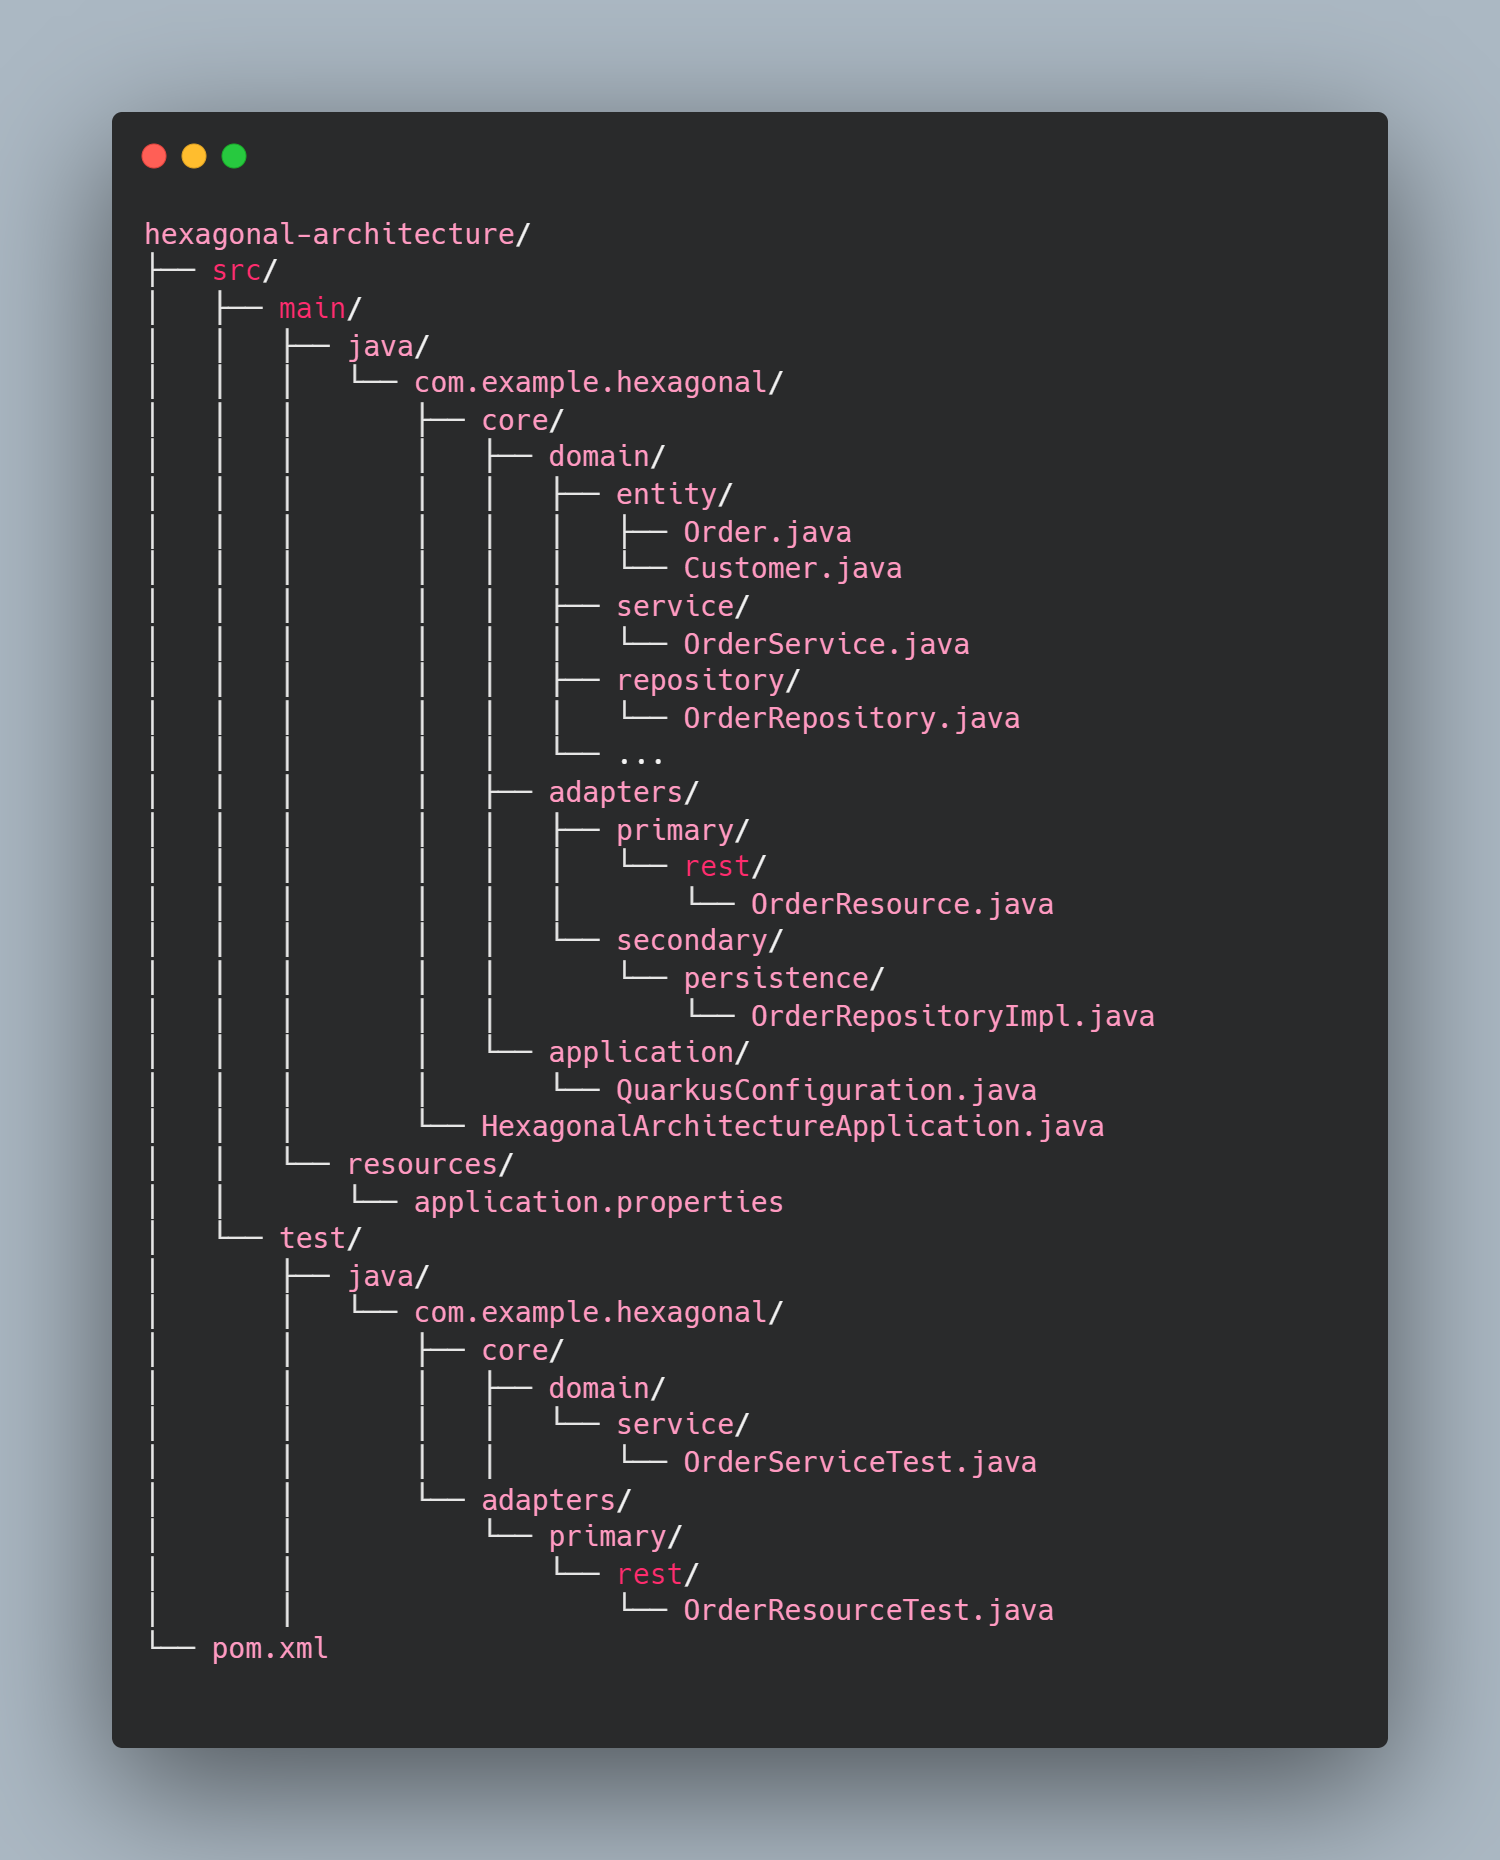 hexagonal-architecture/
├── src/
│   ├── main/
│   │   ├── java/
│   │   │   └── com.example.hexagonal/
│   │   │       ├── core/
│   │   │       │   ├── domain/
│   │   │       │   │   ├── entity/
│   │   │       │   │   │   ├── Order.java
│   │   │       │   │   │   └── Customer.java
│   │   │       │   │   ├── service/
│   │   │       │   │   │   └── OrderService.java
│   │   │       │   │   ├── repository/
│   │   │       │   │   │   └── OrderRepository.java
│   │   │       │   │   └── ...
│   │   │       │   ├── adapters/
│   │   │       │   │   ├── primary/
│   │   │       │   │   │   └── rest/
│   │   │       │   │   │       └── OrderResource.java
│   │   │       │   │   └── secondary/
│   │   │       │   │       └── persistence/
│   │   │       │   │           └── OrderRepositoryImpl.java
│   │   │       │   └── application/
│   │   │       │       └── QuarkusConfiguration.java
│   │   │       └── HexagonalArchitectureApplication.java
│   │   └── resources/
│   │       └── application.properties
│   └── test/
│       ├── java/
│       │   └── com.example.hexagonal/
│       │       ├── core/
│       │       │   ├── domain/
│       │       │   │   └── service/
│       │       │   │       └── OrderServiceTest.java
│       │       └── adapters/
│       │           └── primary/
│       │               └── rest/
│       │                   └── OrderResourceTest.java
└── pom.xml